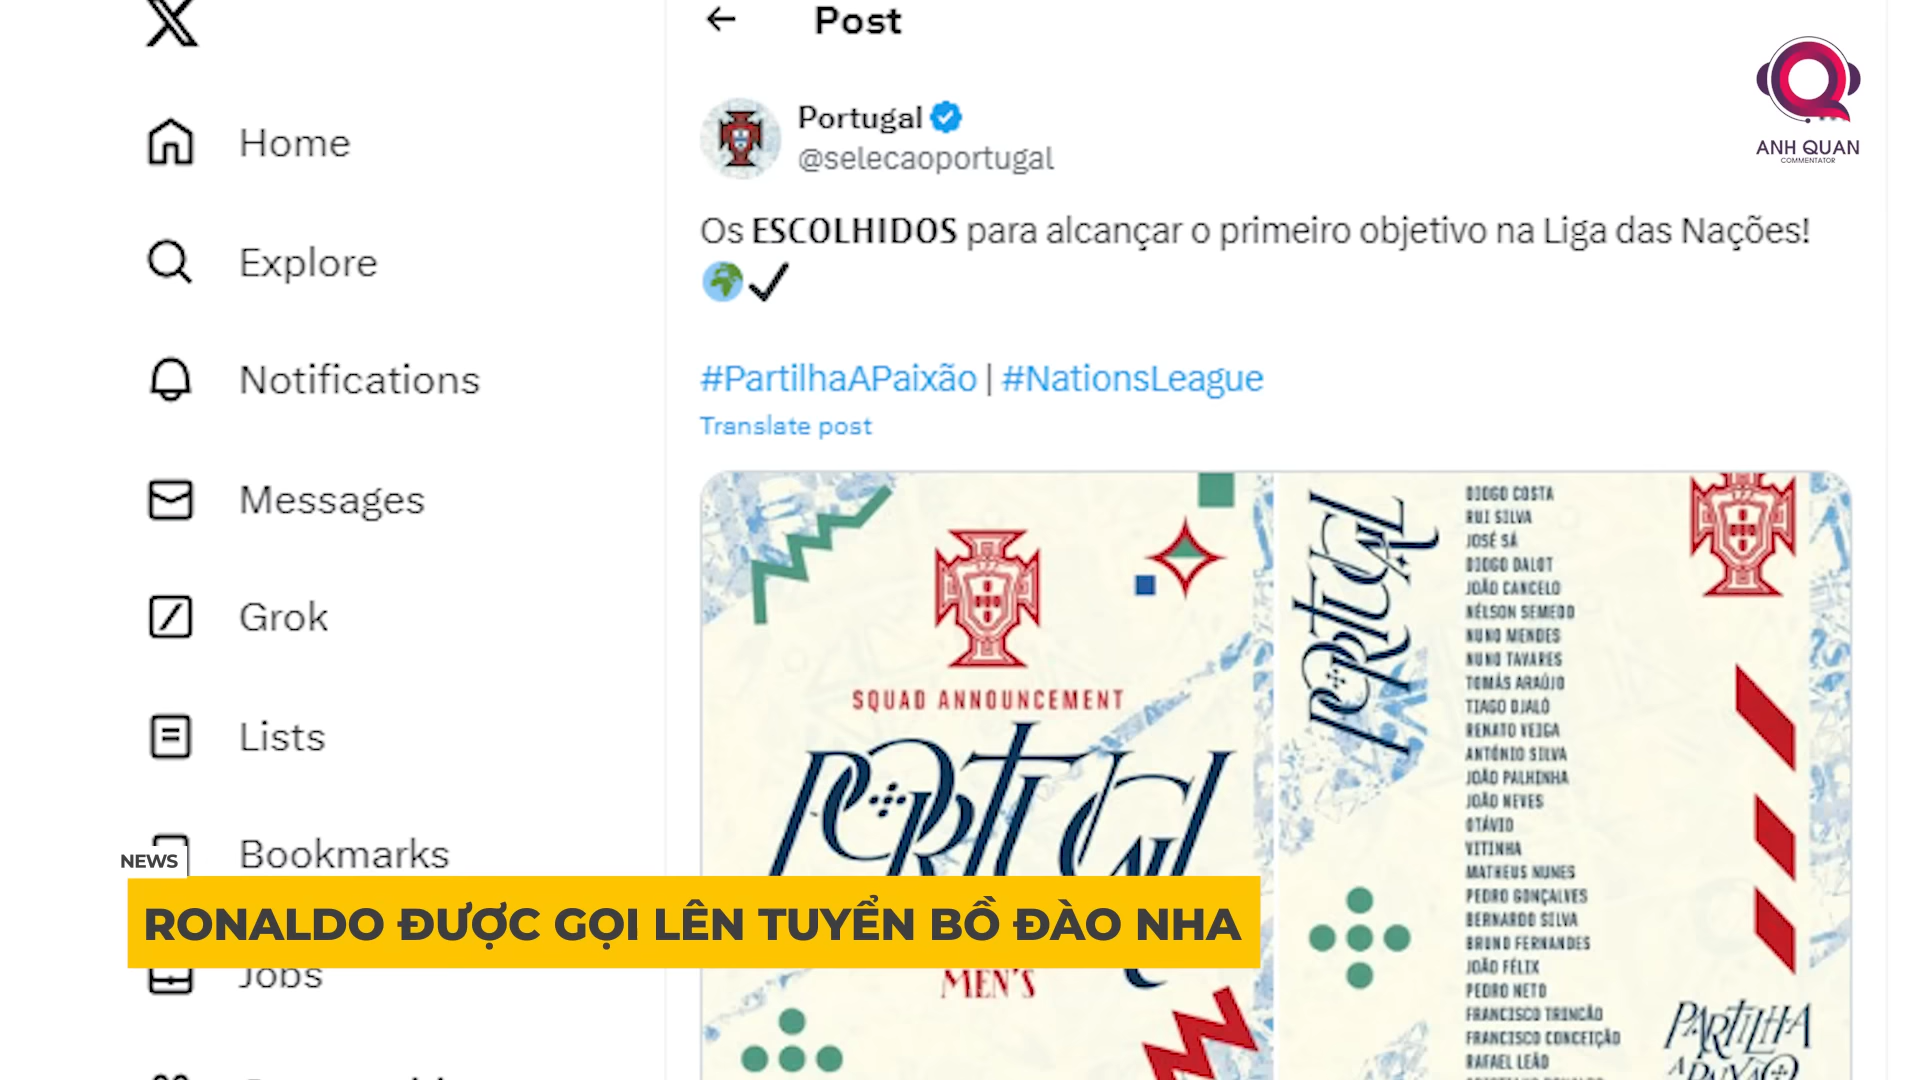 Post
Home
Explore
Notifications
Messages
Grok
Lists
Bookmarks
Jobs
Portugal
@selecaoportugal
Os ESCOLHIDOS para alcançar o primeiro objetivo na Liga das Nações!
#PartilhaAPaixão | #NationsLeague
Translate post
SQUAD ANNOUNCEMENT
PORTUGAL
MEN'S
PORTUGAL
DIOGO COSTA
RUI SILVA
JOSÉ SÁ
DIOGO DALOT
JOÃO CANCELO
NÉLSON SEMEDO
NUNO MENDES
NUNO TAVARES
TOMÁS ARAÚJO
TIAGO DJALÓ
RENATO VEIGA
ANTÓNIO SILVA
JOÃO PALHINHA
JOÃO NEVES
OTÁVIO
VITINHA
MATHEUS NUNES
PEDRO GONÇALVES
BERNARDO SILVA
BRUNO FERNANDES
JOÃO FÉLIX
PEDRO NETO
FRANCISCO TRINCÃO
FRANCISCO CONCEIÇÃO
RAFAEL LEÃO
PARTILHA
A PAIXÃO
ANH QUAN
COMMENTATOR
NEWS
RONALDO ĐƯỢC GỌI LÊN TUYỂN BỒ ĐÀO NHA